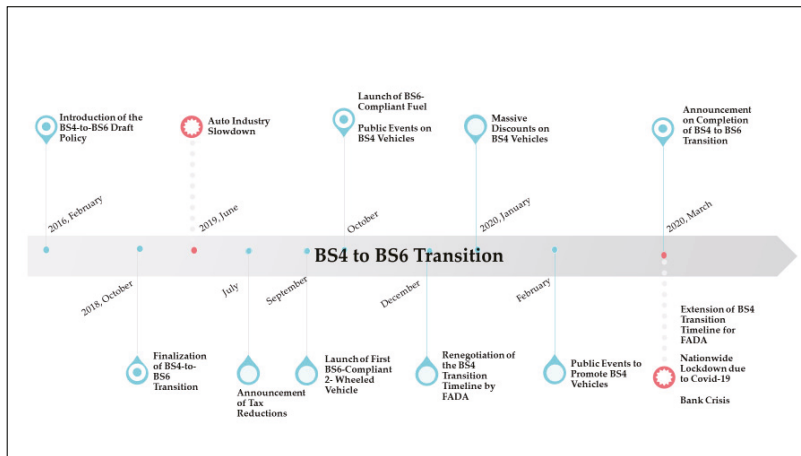 Introduction of the
BS4-to-BS6 Draft
Policy
Auto Industry
Slowdown
Launch of BS6-
Compliant Fuel
Public Events on
BS4 Vehicles
Massive
Discounts on
BS4 Vehicles
Announcement
on Completion
of BS4 to BS6
Transition
2016, February
2019, June
October
2020, January
2020, March
BS4 to BS6 Transition
2018, October
July
September
December
February
Finalization
of BS4-to-
BS6
Transition
Announcement
of Tax
Reductions
Launch of First
BS6-Compliant
2- Wheeled
Vehicle
Renegotiation of
the BS4
Transition
Timeline by
FADA
Public Events to
Promote BS4
Vehicles
Extension of BS4
Transition
Timeline for
FADA
Nationwide
Lockdown due
to Covid-19
Bank Crisis